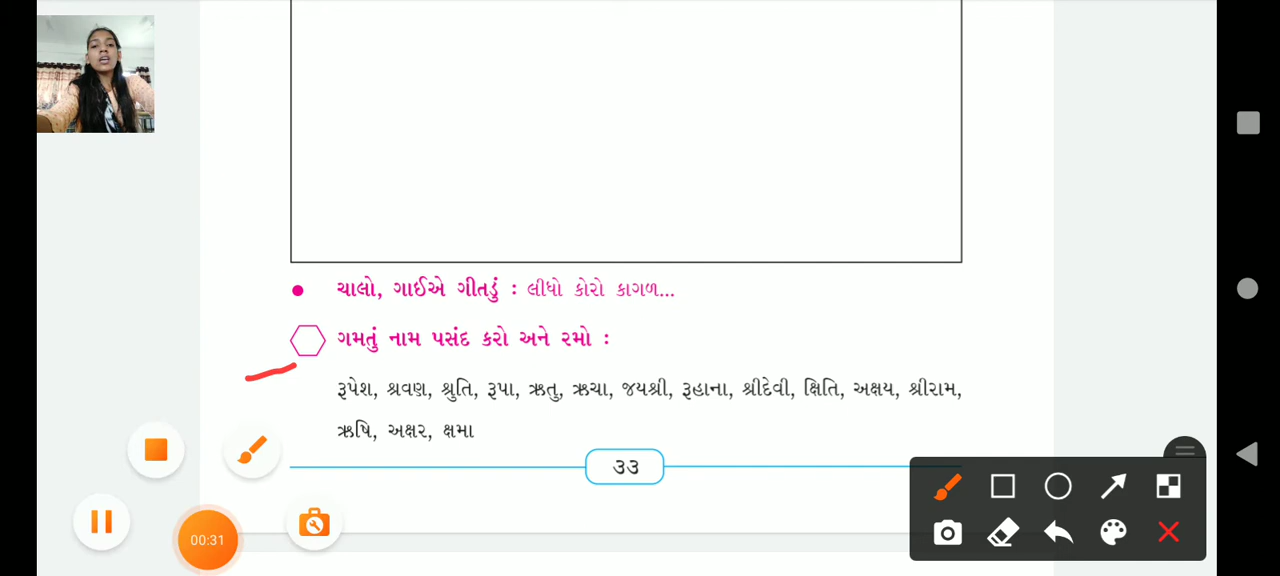 ચાલો, ગાઈએ ગીતડું : લીધો કોરો કાગળ...
ગમતું નામ પસંદ કરો અને રમો :
રૂપેશ, શ્રવણ, શ્રુતિ, રૂપા, ઋતુ, ઋચા, જયશ્રી, રૂહાના, શ્રીદેવી, ક્ષિતિ, અક્ષય, શ્રીરામ,
ઋષિ, અક્ષર, ક્ષમા
૩૩
00:31